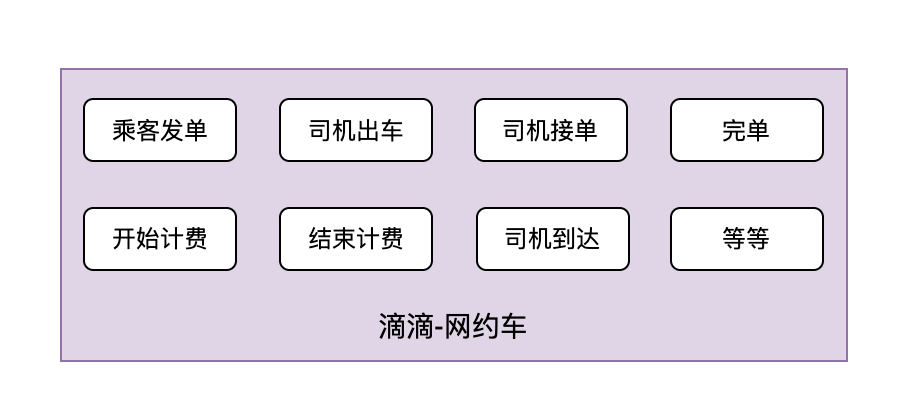 乘客发单
司机出车
司机接单
完单
开始计费
结束计费
司机到达
等等
滴滴-网约车